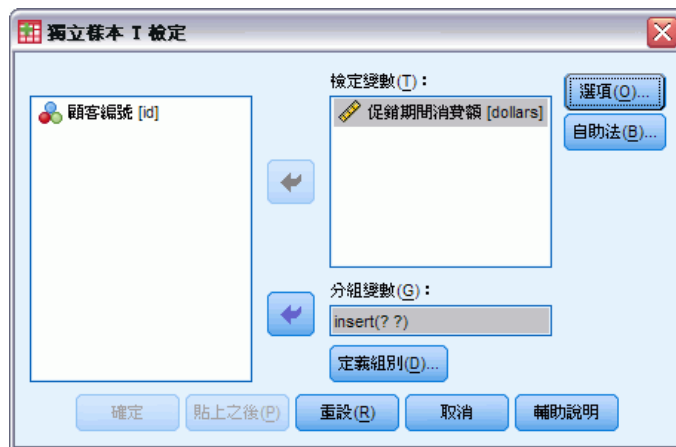 獨立樣本 T 檢定
顧客編號 [id]
檢定變數(T)：
促銷期間消費額 [dollars]
選項(O)...
自助法(B)...
分組變數(G)：
insert(? ?)
定義組別(D)...
確定
貼上之後(P)
重設(R)
取消
輔助說明